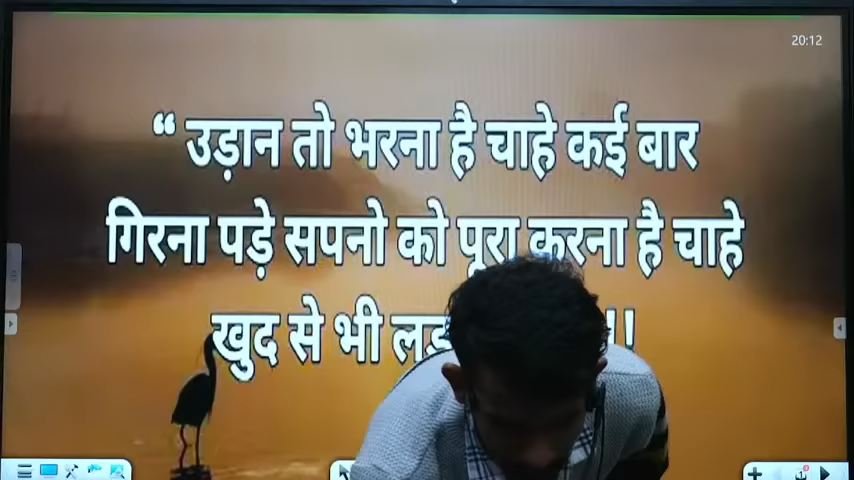 20:12
“ उड़ान तो भरना है चाहे कई बार
गिरना पड़े सपनो को पूरा करना है चाहे
खुद से भी !!